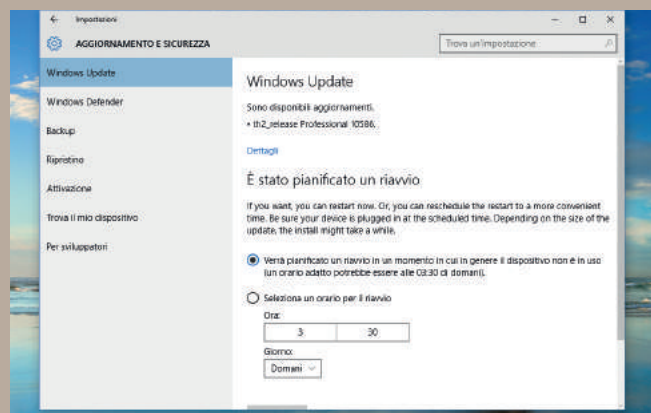 Impostazioni
AGGIORNAMENTO E SICUREZZA
Trova un'impostazione
Windows Update
Windows Defender
Backup
Ripristino
Attivazione
Trova il mio dispositivo
Per sviluppatori
Windows Update
Sono disponibili aggiornamenti.
• th2_release Professional 10586.
Dettagli
È stato pianificato un riavvio
If you want, you can restart now. Or, you can reschedule the restart to a more convenient
time. Be sure your device is plugged in at the scheduled time. Depending on the size of the
update, the install might take a while.
Verrà pianificato un riavvio in un momento in cui in genere il dispositivo non è in uso
(un orario adatto potrebbe essere alle 03:30 di domani).
Seleziona un orario per il riavvio
Ora:
3 30
Giorno:
Domani